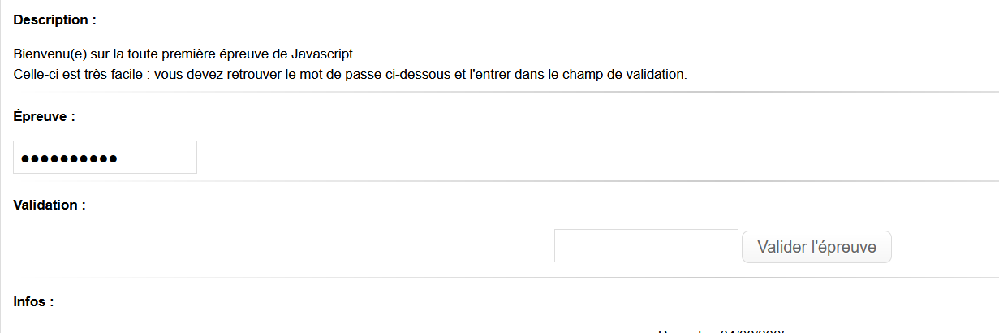 Description :
Bienvenu(e) sur la toute première épreuve de Javascript.
Celle-ci est très facile : vous devez retrouver le mot de passe ci-dessous et l'entrer dans le champ de validation.
Épreuve :
●●●●●●●●●●
Validation :
Valider l'épreuve
Infos :